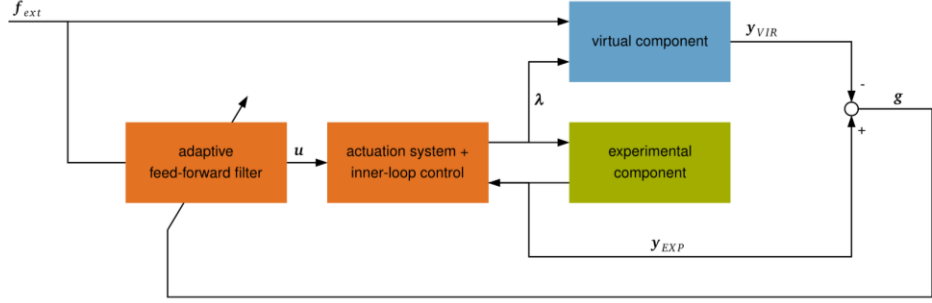 f_ext
virtual component
y_VIR
-
λ
g
+
adaptive
feed-forward filter
u
actuation system +
inner-loop control
experimental
component
y_EXP